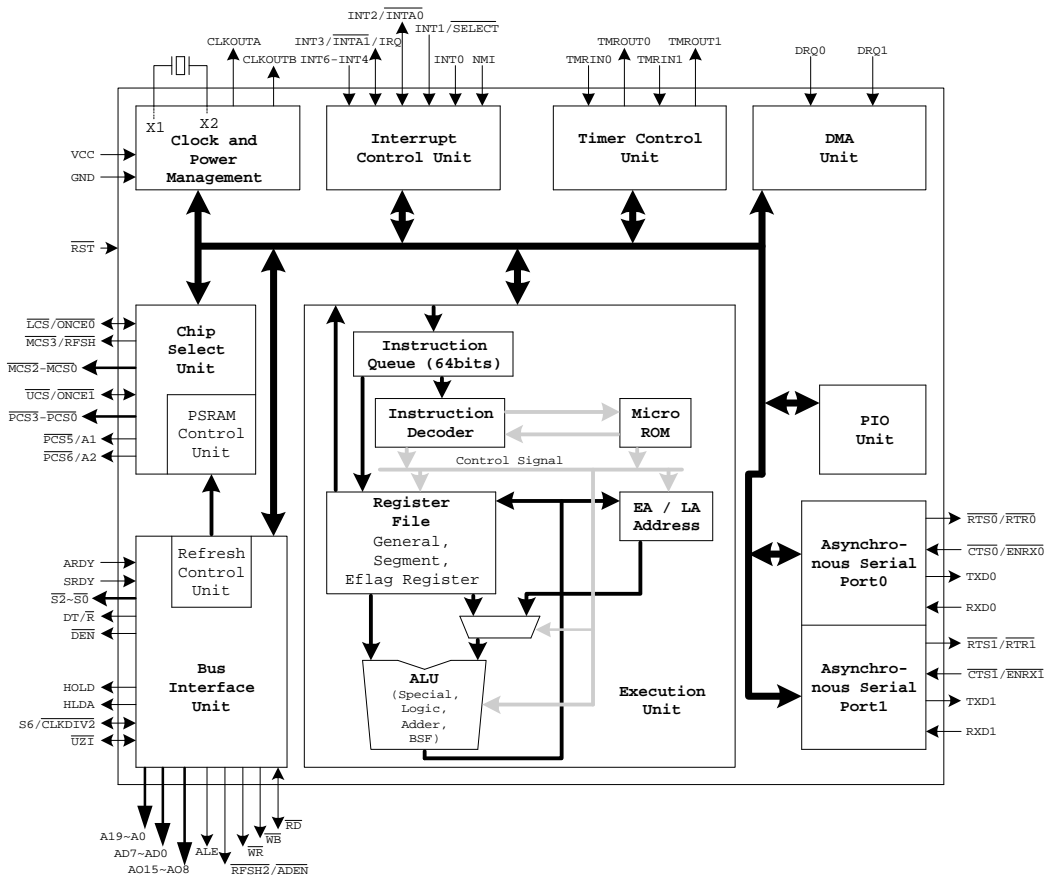 INT2/INTA0
INT3/INTA1/IRQ
INT1/SELECT
CLKOUTA
CLKOUTB
INT6-INT4
INT0
NMI
TMROUT0
TMROUT1
TMRIN0
TMRIN1
DRQ0
DRQ1
X1
X2
Clock and
Power
Management
Interrupt
Control Unit
Timer Control
Unit
DMA
Unit
VCC
GND
RST
LCS/ONCE0
MCS3/RFSH
MCS2-MCS0
UCS/ONCE1
PCS3-PCS0
PCS5/A1
PCS6/A2
Chip
Select
Unit
PSRAM
Control
Unit
Instruction
Queue (64bits)
Instruction
Decoder
Micro
ROM
Control Signal
Register
File
General,
Segment,
Eflag Register
EA / LA
Address
ALU
(Special,
Logic,
Adder,
BSF)
Execution
Unit
PIO
Unit
ARDY
SRDY
S2~S0
DT/R
DEN
HOLD
HLDA
S6/CLKDIV2
UZI
Refresh
Control
Unit
Bus
Interface
Unit
Asynchro-
nous Serial
Port0
RTS0/RTR0
CTS0/ENRX0
TXD0
RXD0
Asynchro-
nous Serial
Port1
RTS1/RTR1
CTS1/ENRX1
TXD1
RXD1
A19~A0
AD7~AD0
AO15~AO8
ALE
RFSH2/ADEN
WR
WB
RD